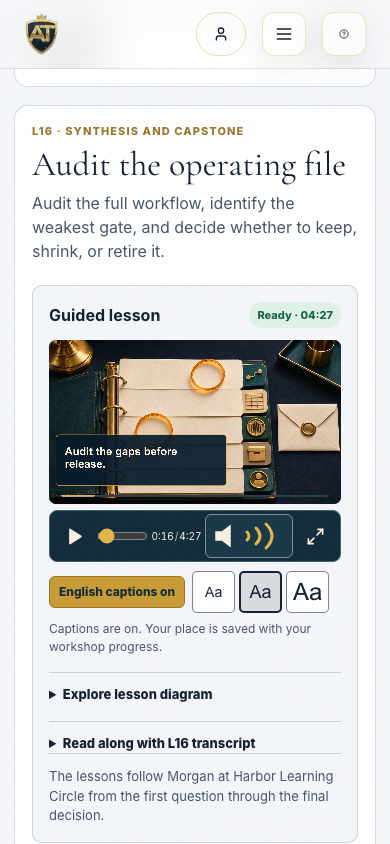 AT
L16 · SYNTHESIS AND CAPSTONE
Audit the operating file
Audit the full workflow, identify the
weakest gate, and decide whether to keep,
shrink, or retire it.
Guided lesson
Ready · 04:27
Audit the gaps before
release.
0:16/4:27
English captions on
Aa
Aa
Aa
Captions are on. Your place is saved with your
workshop progress.
Explore lesson diagram
Read along with L16 transcript
The lessons follow Morgan at Harbor Learning
Circle from the first question through the final
decision.